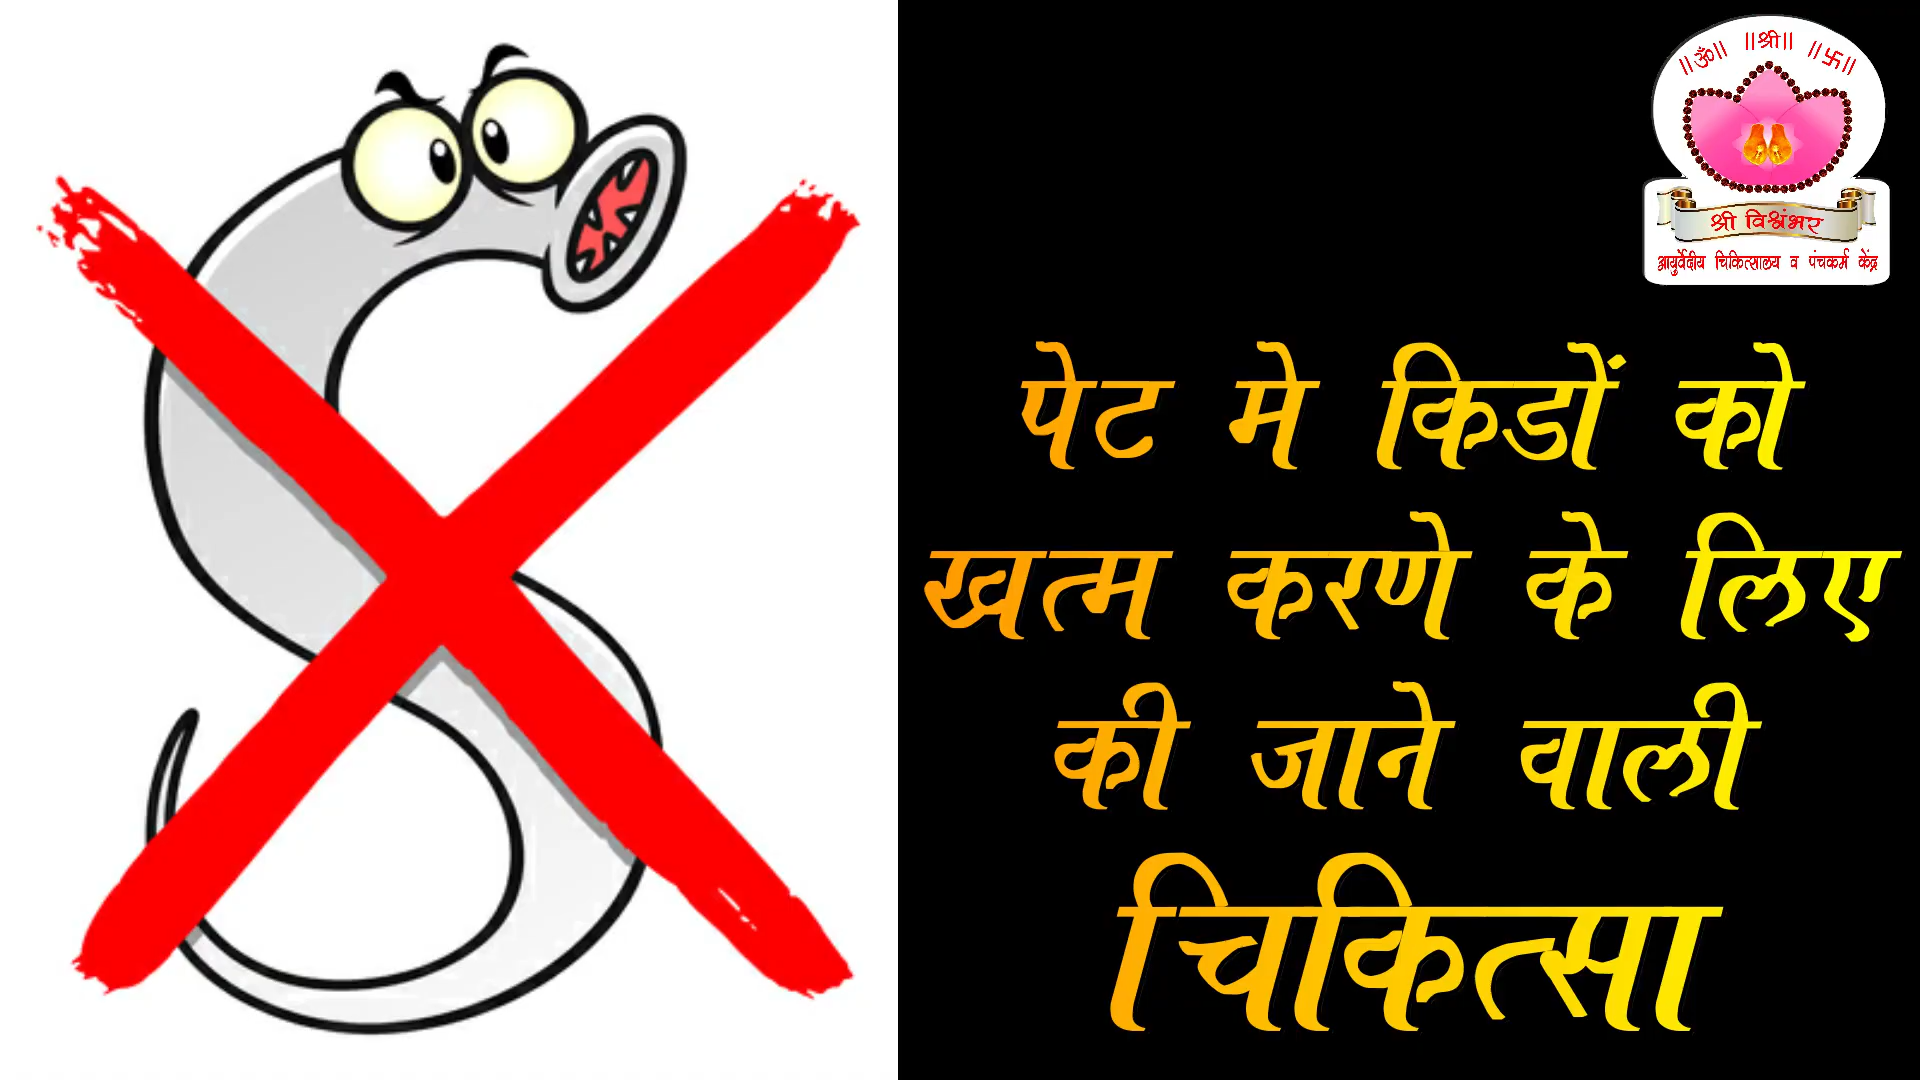 ॥ॐ॥ ॥श्री॥ ॥卐॥
श्री विश्वंभर
आयुर्वेदीय चिकित्सालय व पंचकर्म केंद्र
पेट मे किडों को
खत्म करणे के लिए
की जाने वाली
चिकित्सा